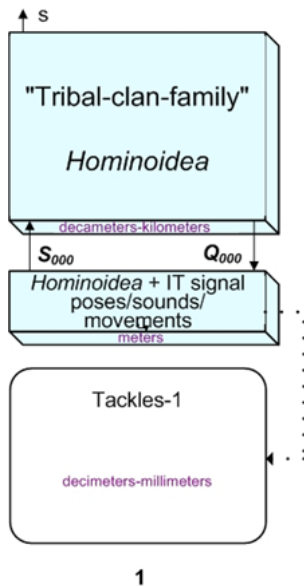 s
"Tribal-clan-family"
Hominoidea
decameters-kilometers
S000 Q000
Hominoidea + IT signal
poses/sounds/
movements
meters
Tackles-1
decimeters-millimeters
1